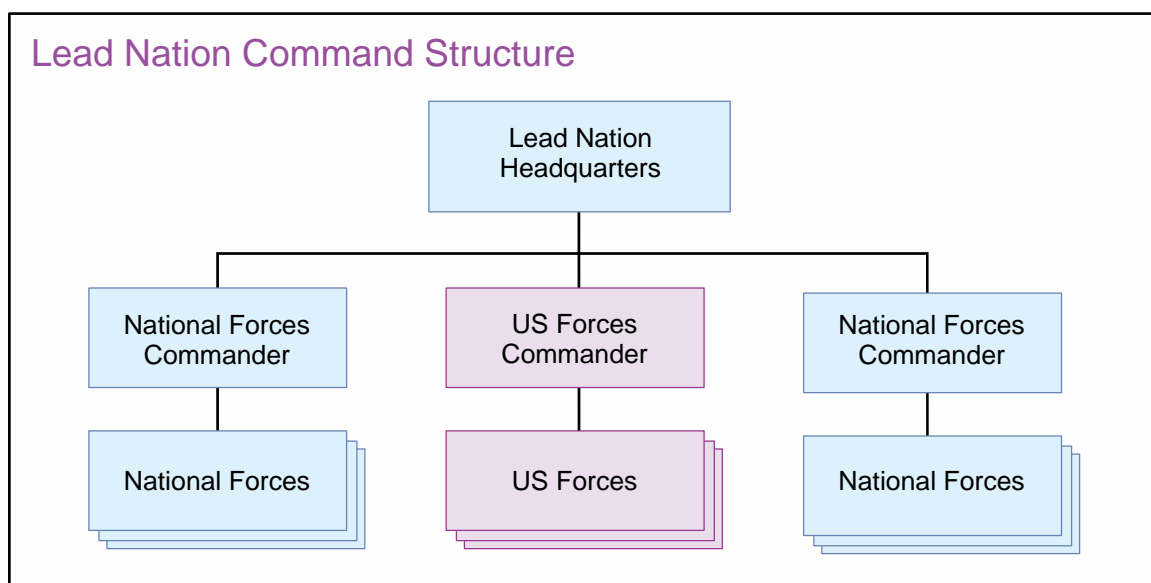 Lead Nation Command Structure
Lead Nation
Headquarters
National Forces
Commander
US Forces
Commander
National Forces
Commander
National Forces
US Forces
National Forces